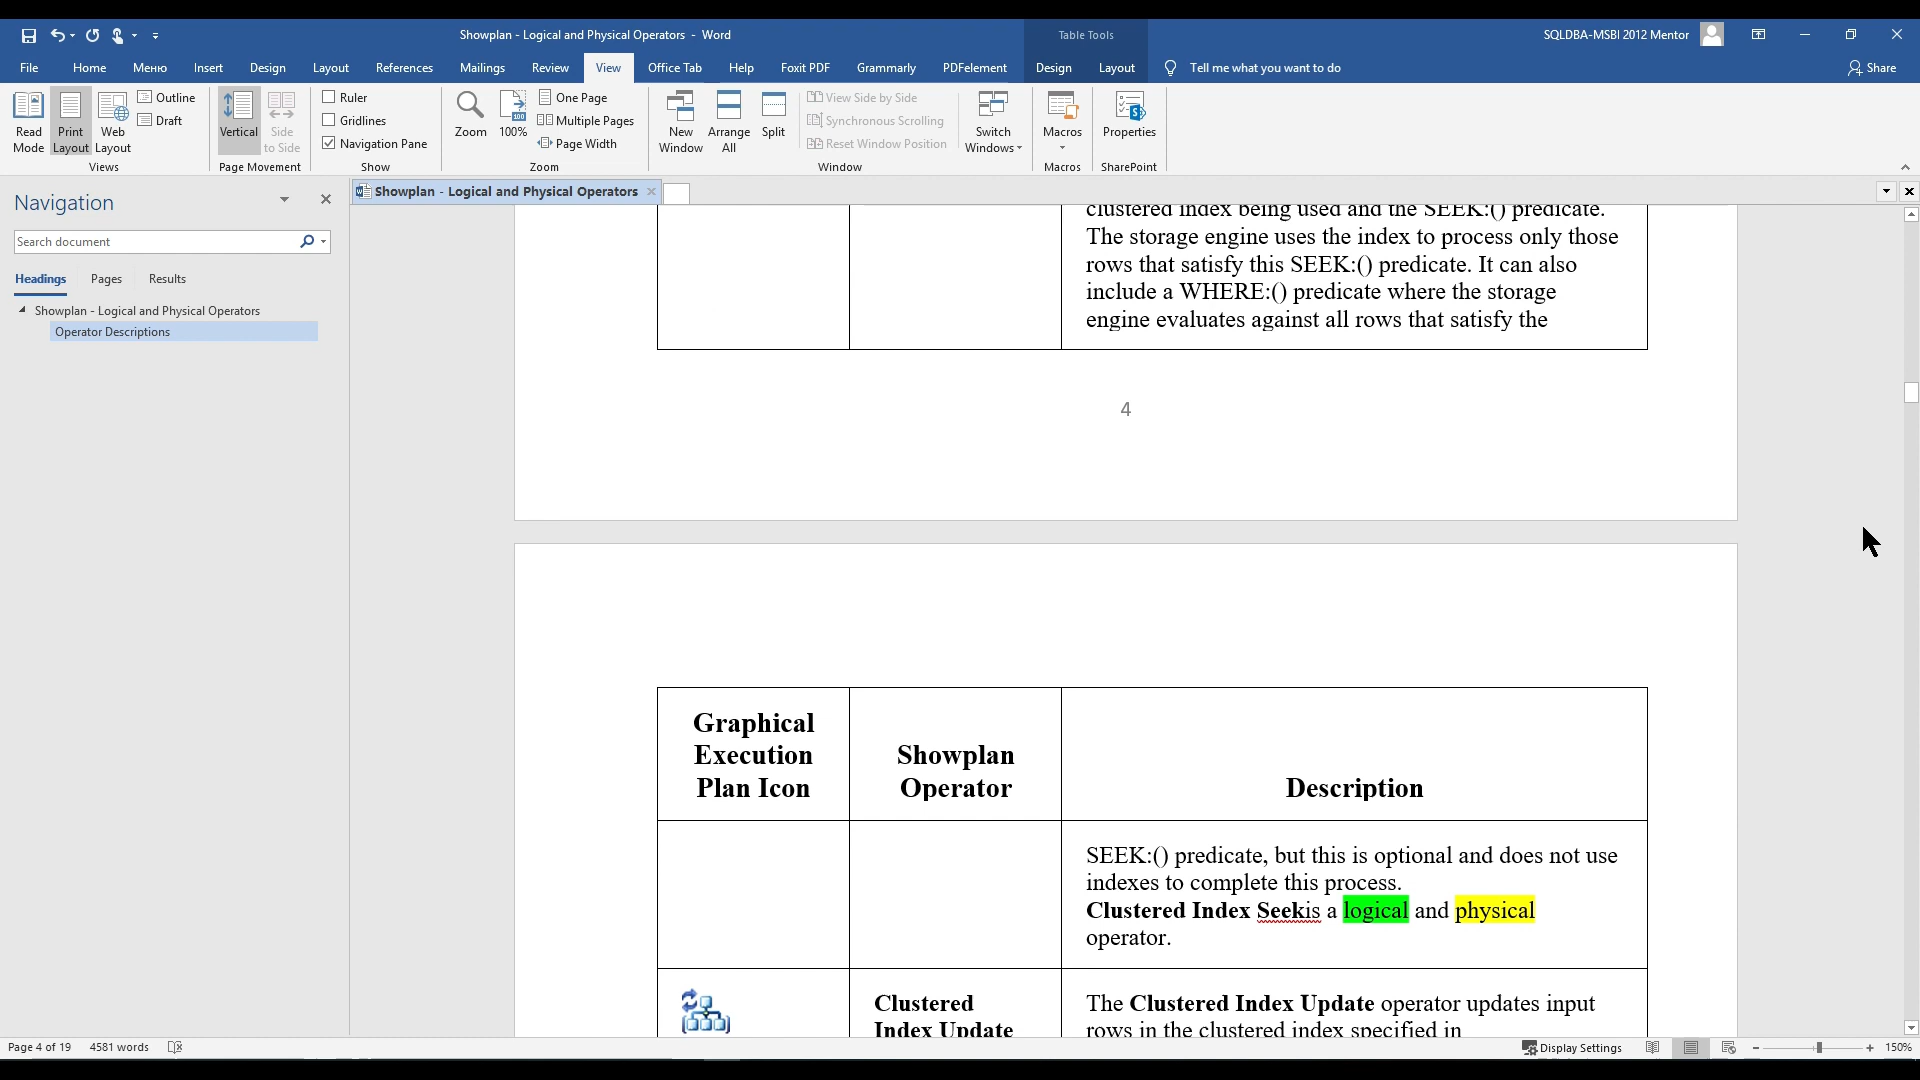 Showplan - Logical and Physical Operators - Word
Table Tools
SQLDBA-MSBI 2012 Mentor
File Home Меню Insert Design Layout References Mailings Review View Office Tab Help Foxit PDF Grammarly PDFelement Design Layout Tell me what you want to do Share
Read Mode
Print Layout
Web Layout
Outline
Draft
Views
Vertical
Side to Side
Page Movement
Ruler
Gridlines
Navigation Pane
Show
Zoom
100
100%
One Page
Multiple Pages
Page Width
Zoom
New Window
Arrange All
Split
View Side by Side
Synchronous Scrolling
Reset Window Position
Window
Switch Windows
Macros
Macros
Properties
SharePoint
Navigation
Search document
Headings Pages Results
Showplan - Logical and Physical Operators
Operator Descriptions
Showplan - Logical and Physical Operators
clustered index being used and the SEEK:() predicate.
The storage engine uses the index to process only those
rows that satisfy this SEEK:() predicate. It can also
include a WHERE:() predicate where the storage
engine evaluates against all rows that satisfy the
4
Graphical
Execution
Plan Icon
Showplan
Operator
Description
SEEK:() predicate, but this is optional and does not use
indexes to complete this process.
Clustered Index Seekis a logical and physical
operator.
Clustered
Index Update
The Clustered Index Update operator updates input
rows in the clustered index specified in
Page 4 of 19 4581 words
Display Settings
150%